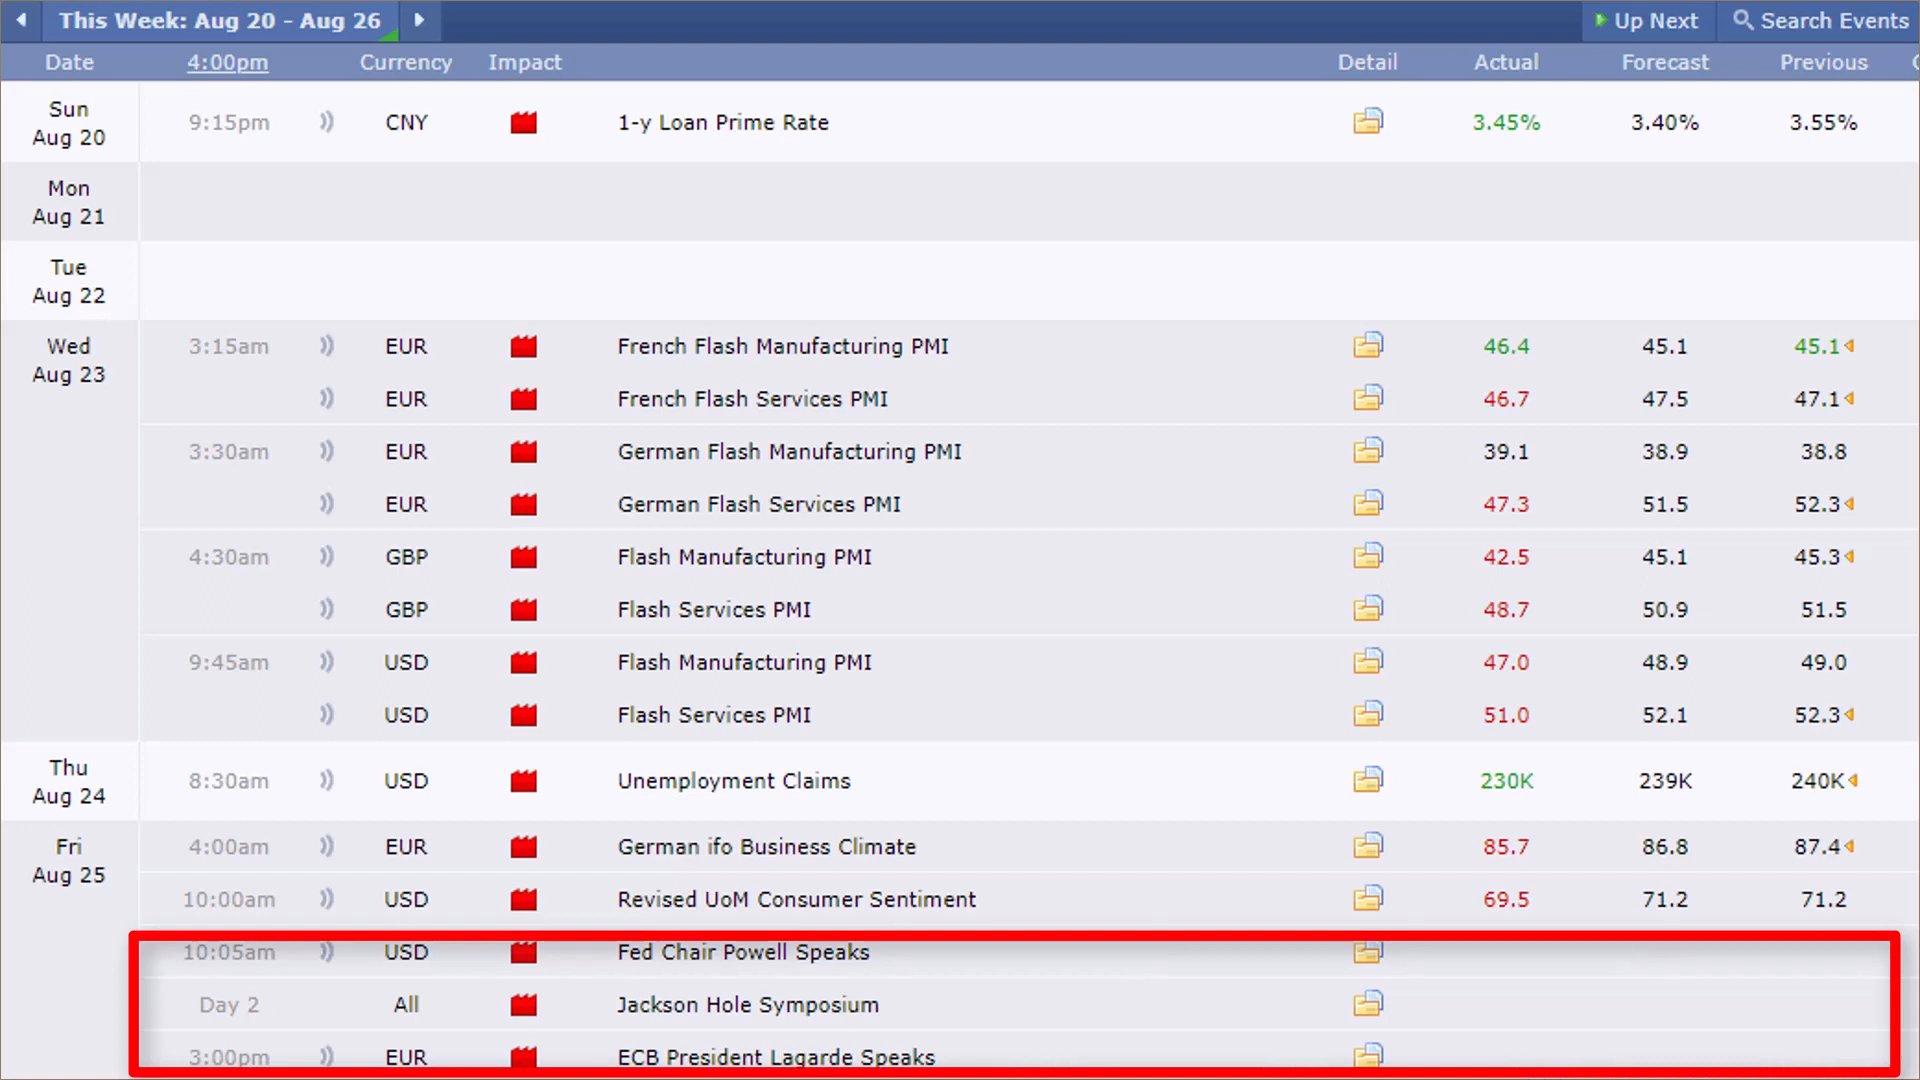 This Week: Aug 20 - Aug 26 Up Next Search Events
Date 4:00pm Currency Impact Detail Actual Forecast Previous
Sun
Aug 20
9:15pm CNY 1-y Loan Prime Rate 3.45% 3.40% 3.55%
Mon
Aug 21
Tue
Aug 22
Wed
Aug 23
3:15am EUR French Flash Manufacturing PMI 46.4 45.1 45.1
EUR French Flash Services PMI 46.7 47.5 47.1
3:30am EUR German Flash Manufacturing PMI 39.1 38.9 38.8
EUR German Flash Services PMI 47.3 51.5 52.3
4:30am GBP Flash Manufacturing PMI 42.5 45.1 45.3
GBP Flash Services PMI 48.7 50.9 51.5
9:45am USD Flash Manufacturing PMI 47.0 48.9 49.0
USD Flash Services PMI 51.0 52.1 52.3
Thu
Aug 24
8:30am USD Unemployment Claims 230K 239K 240K
Fri
Aug 25
4:00am EUR German ifo Business Climate 85.7 86.8 87.4
10:00am USD Revised UoM Consumer Sentiment 69.5 71.2 71.2
10:05am USD Fed Chair Powell Speaks
Day 2 All Jackson Hole Symposium
3:00pm EUR ECB President Lagarde Speaks